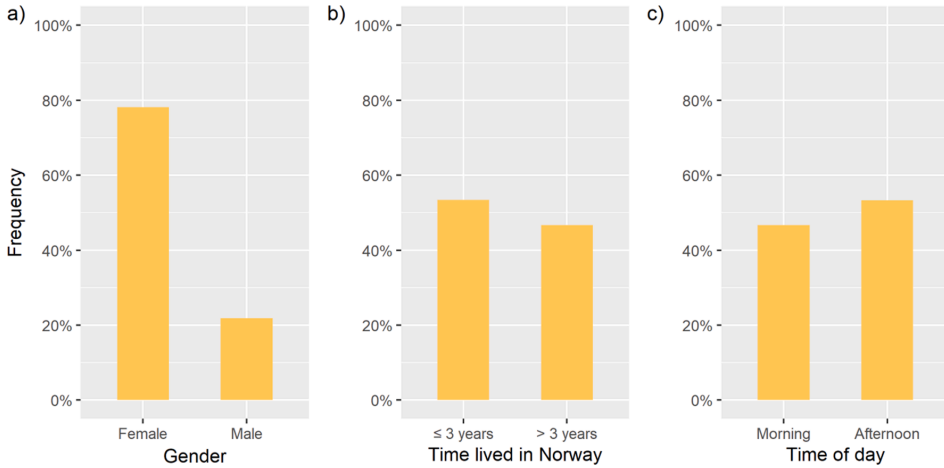 a)
100%
80%
60%
40%
20%
0%
Frequency
Female Male
Gender
b)
100%
80%
60%
40%
20%
0%
≤ 3 years > 3 years
Time lived in Norway
c)
100%
80%
60%
40%
20%
0%
Morning Afternoon
Time of day